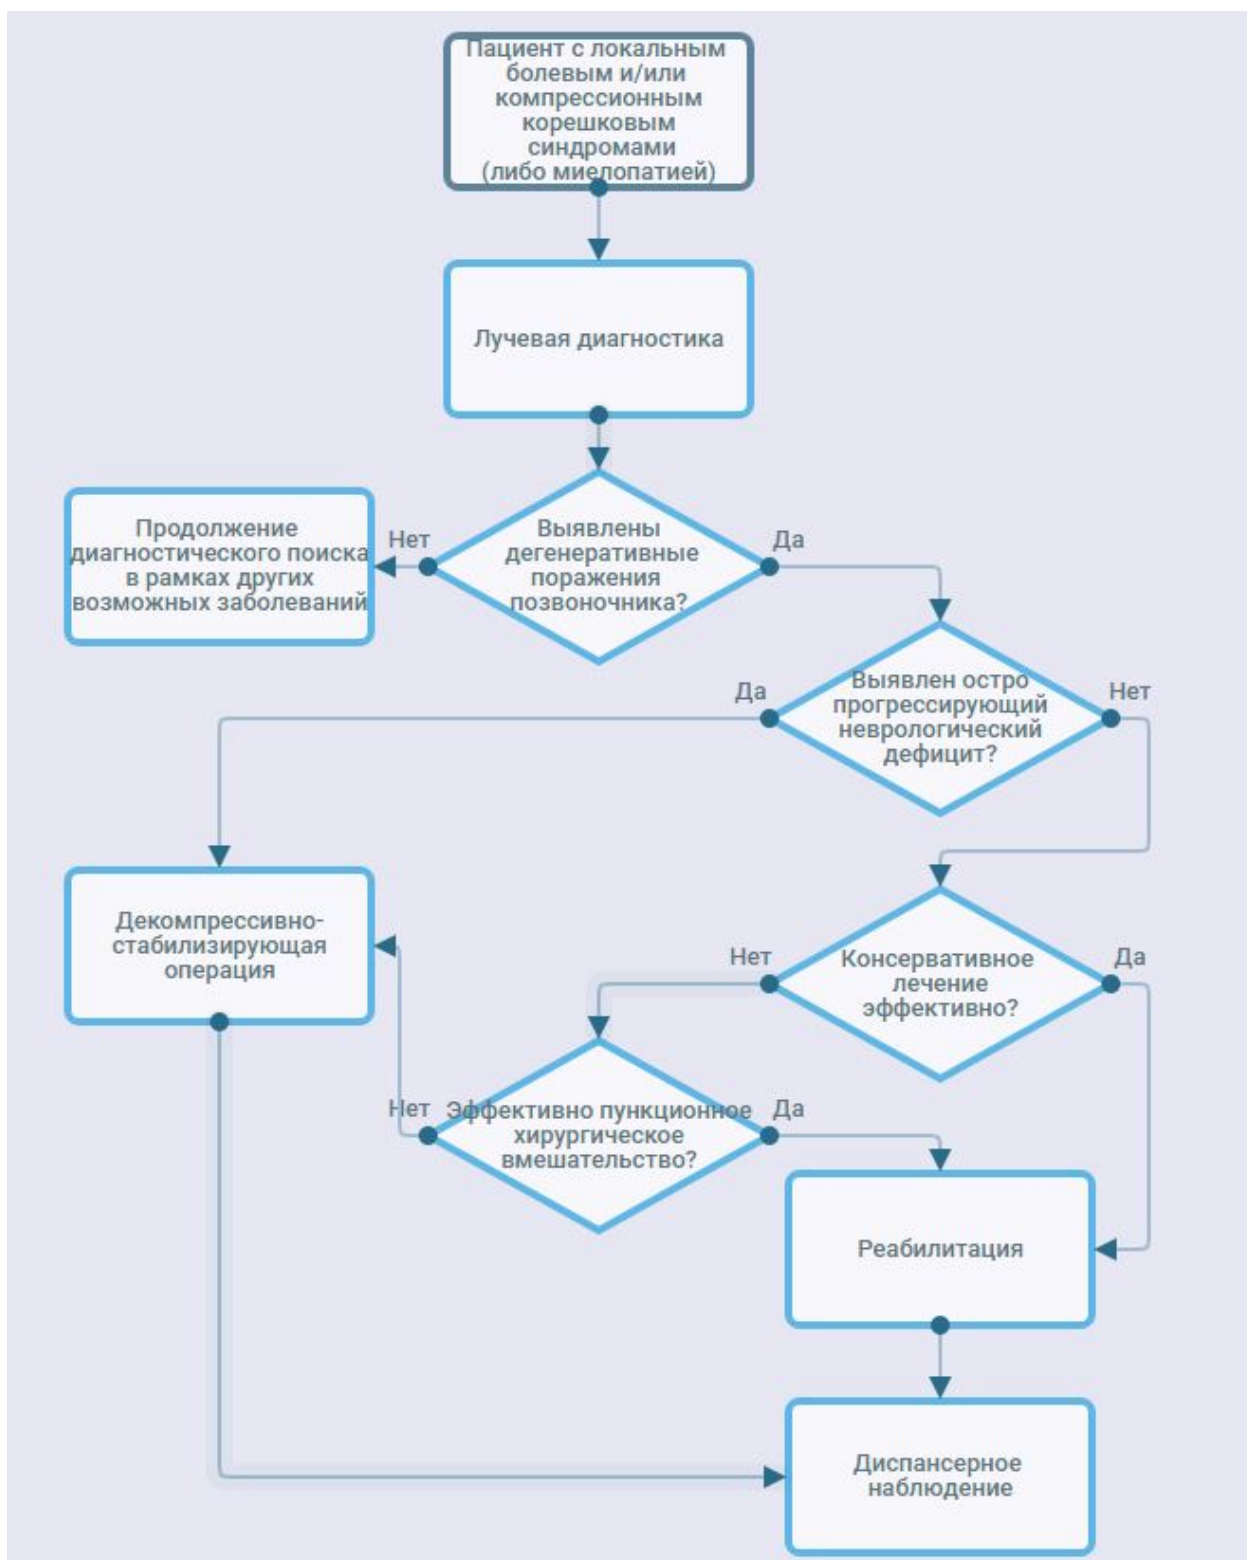 Пациент с локальным
болевым и/или
компрессионным
корешковым
синдромами
(либо миелопатией)
Лучевая диагностика
Продолжение
диагностического поиска
в рамках других
возможных заболеваний
Нет
Выявлены
дегенеративные
поражения
позвоночника?
Да
Да
Выявлен остро
прогрессирующий
неврологический
дефицит?
Нет
Декомпрессивно-
стабилизирующая
операция
Нет
Консервативное
лечение
эффективно?
Да
Нет
Эффективно пункционное
хирургическое
вмешательство?
Да
Реабилитация
Диспансерное
наблюдение